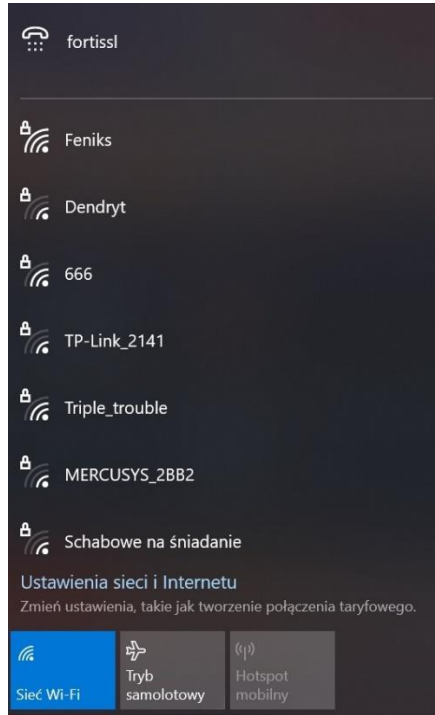 fortissl
Feniks
Dendryt
666
TP-Link_2141
Triple_trouble
MERCUSYS_2BB2
Schabowe na śniadanie
Ustawienia sieci i Internetu
Zmień ustawienia, takie jak tworzenie połączenia taryfowego.
Sieć Wi-Fi
Tryb
samolotowy
Hotspot
mobilny